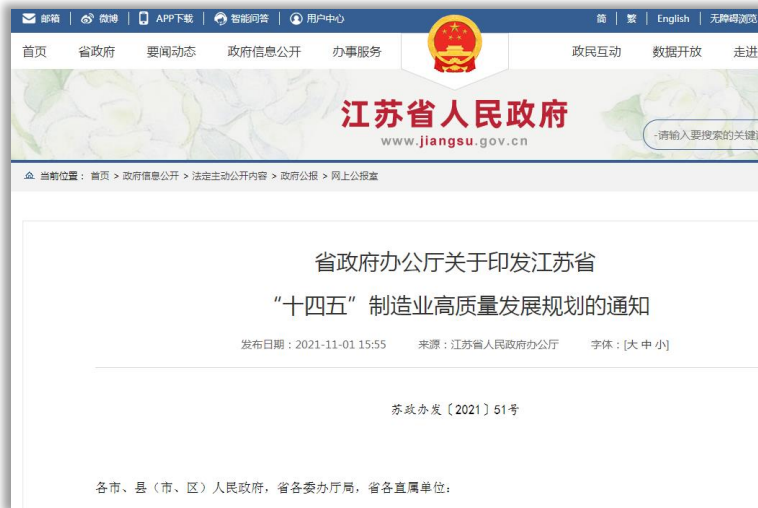 邮箱 | 微博 | APP下载 | 智能问答 | 用户中心 简 | 繁 | English | 无障碍浏览
首页 省政府 要闻动态 政府信息公开 办事服务 政民互动 数据开放 走进
江苏省人民政府
www.jiangsu.gov.cn
-请输入要搜索的关键
当前位置：首页 > 政府信息公开 > 法定主动公开内容 > 政府公报 > 网上公报室
省政府办公厅关于印发江苏省
“十四五”制造业高质量发展规划的通知
发布日期：2021-11-01 15:55 来源：江苏省人民政府办公厅 字体：[大 中 小]
苏政办发〔2021〕51号
各市、县（市、区）人民政府，省各委办厅局，省各直属单位：